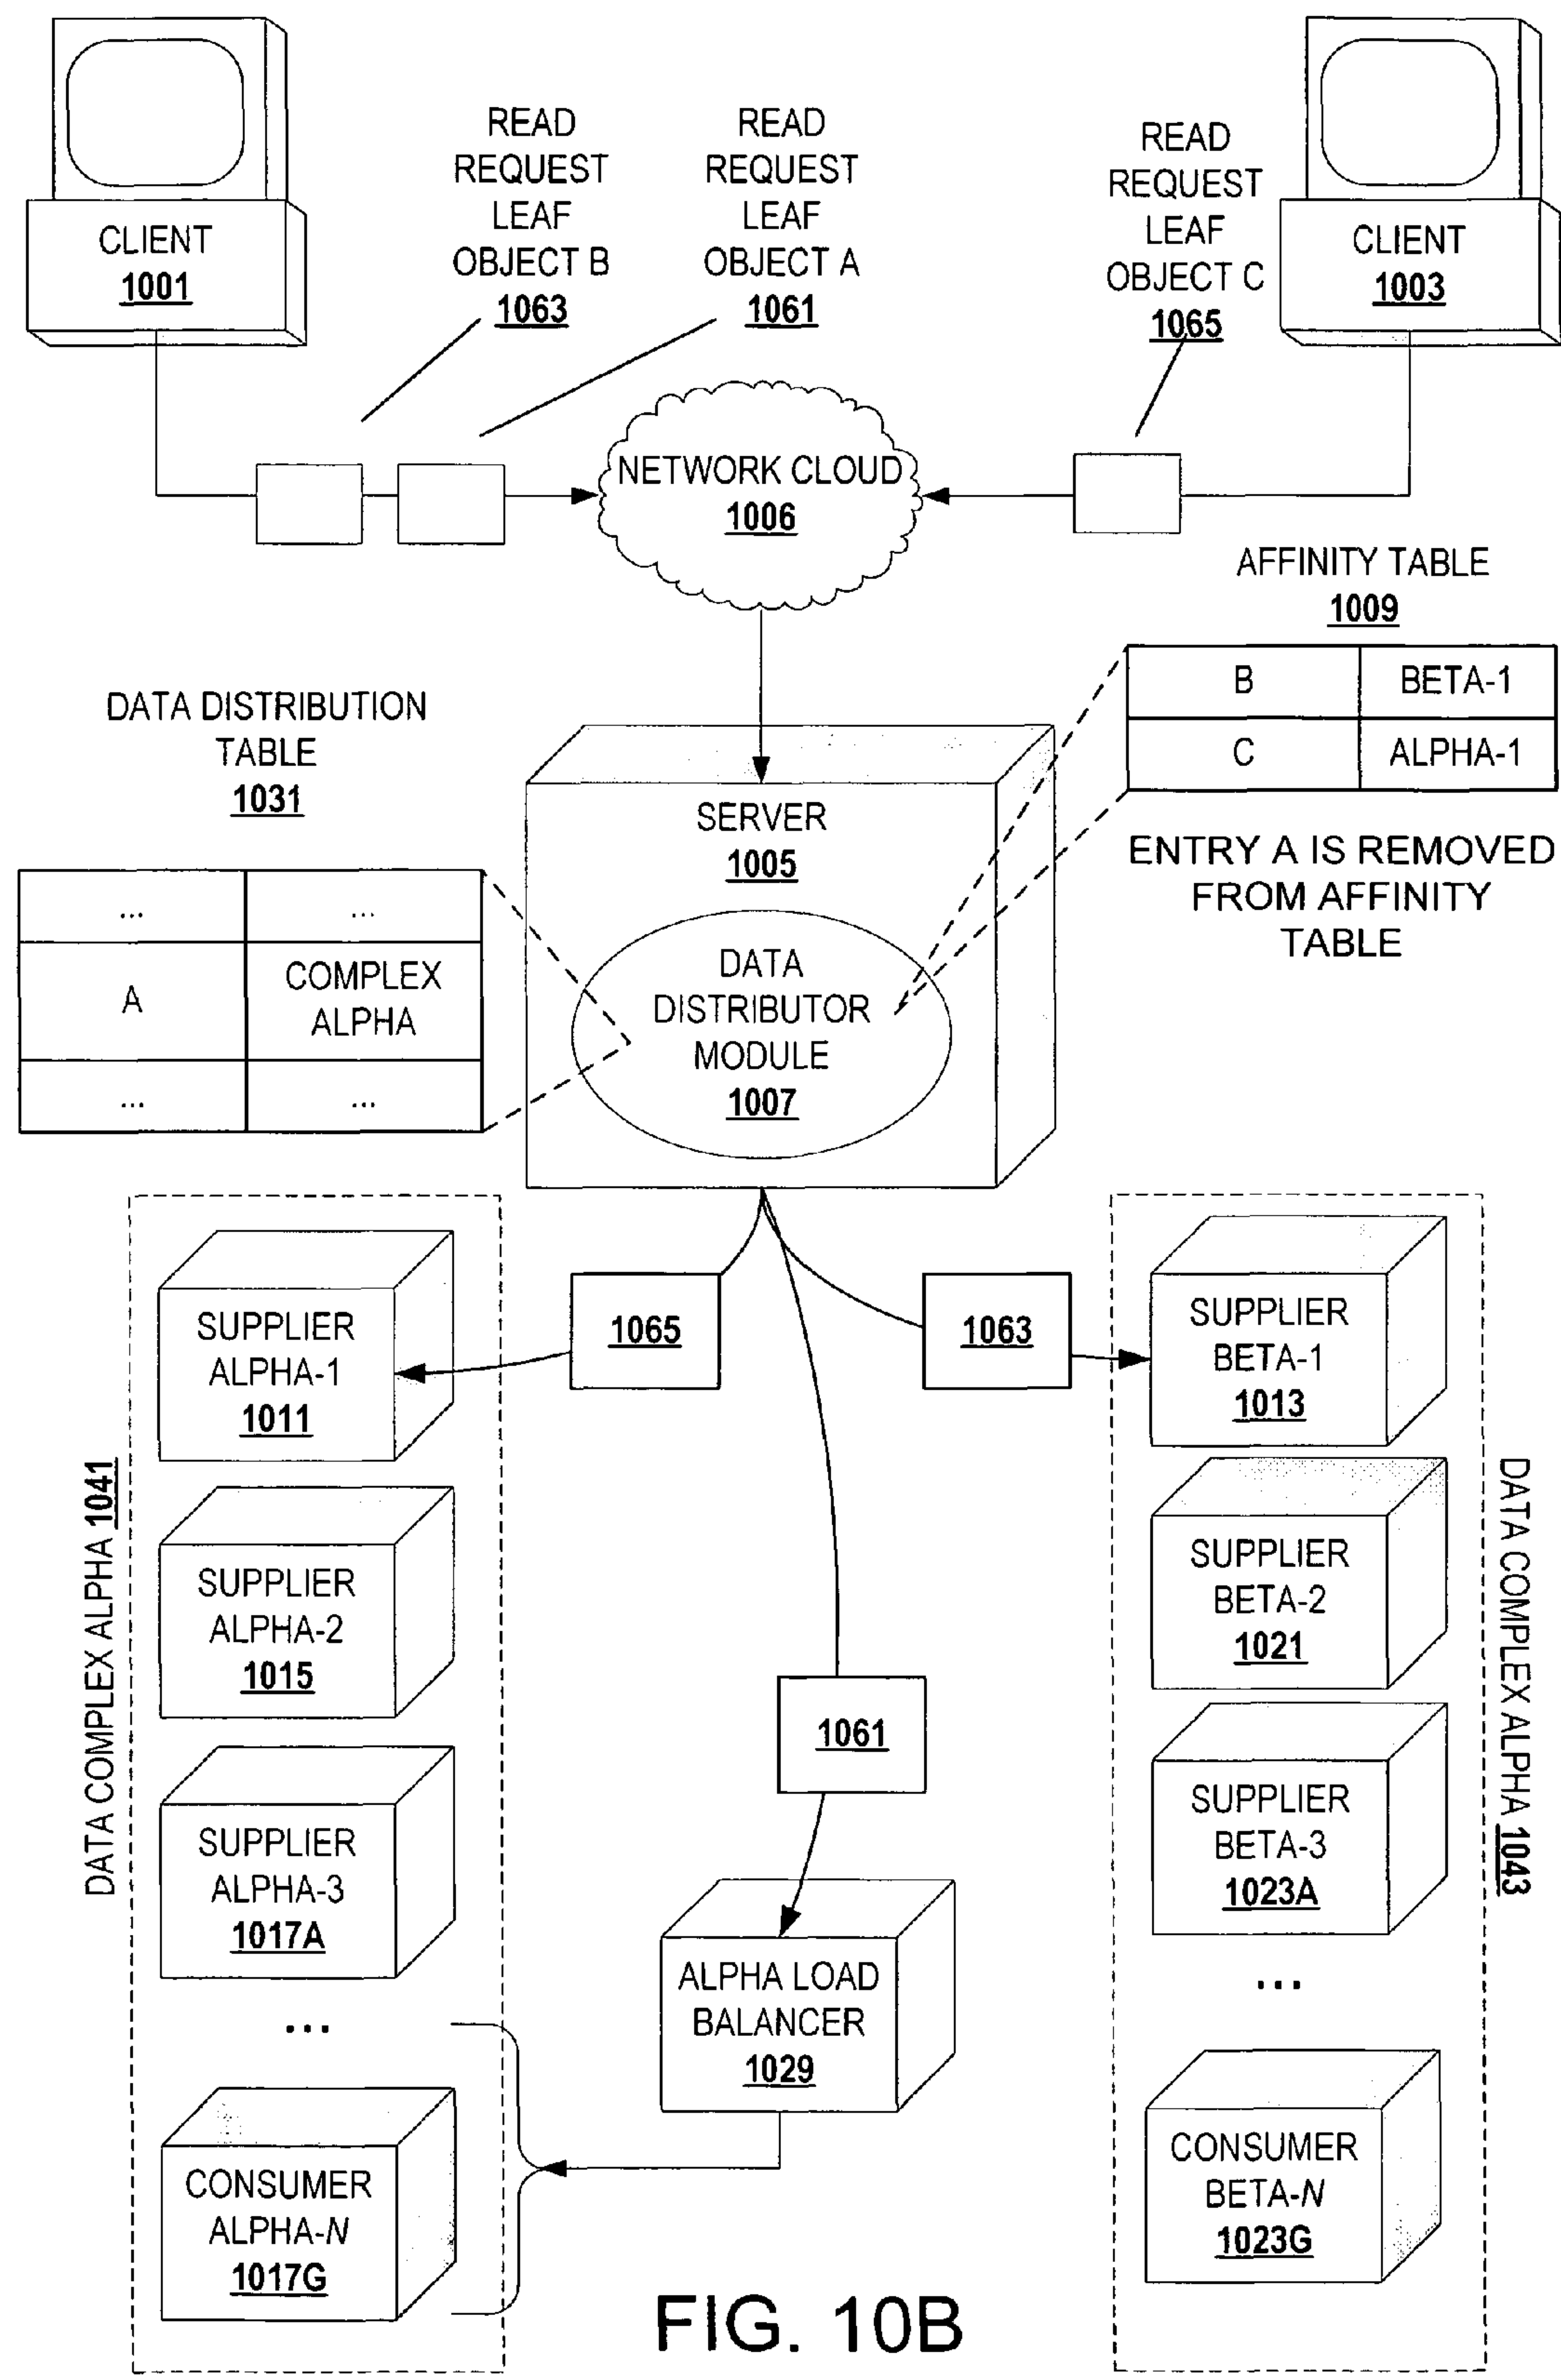 CLIENT
1001
READ
REQUEST
LEAF
OBJECT B
1063
READ
REQUEST
LEAF
OBJECT A
1061
READ
REQUEST
LEAF
OBJECT C
1065
CLIENT
1003
NETWORK CLOUD
1006
AFFINITY TABLE
1009
B BETA-1
C ALPHA-1
ENTRY A IS REMOVED
FROM AFFINITY
TABLE
DATA DISTRIBUTION
TABLE
1031
... ...
A COMPLEX
ALPHA
... ...
SERVER
1005
DATA
DISTRIBUTOR
MODULE
1007
DATA COMPLEX ALPHA 1041
SUPPLIER
ALPHA-1
1011
SUPPLIER
ALPHA-2
1015
SUPPLIER
ALPHA-3
1017A
...
CONSUMER
ALPHA-N
1017G
1065
1063
1061
ALPHA LOAD
BALANCER
1029
SUPPLIER
BETA-1
1013
SUPPLIER
BETA-2
1021
SUPPLIER
BETA-3
1023A
...
CONSUMER
BETA-N
1023G
DATA COMPLEX ALPHA 1043
FIG. 10B